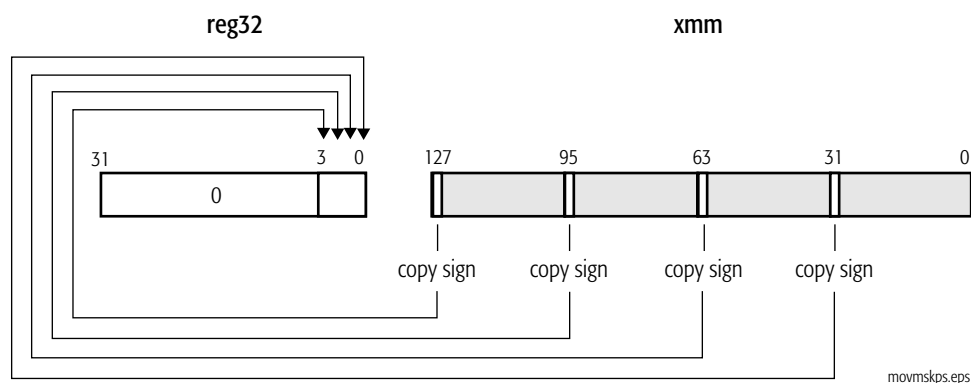 reg32 xmm
31 3 0 127 95 63 31 0
0
copy sign copy sign copy sign copy sign
movmskps.eps